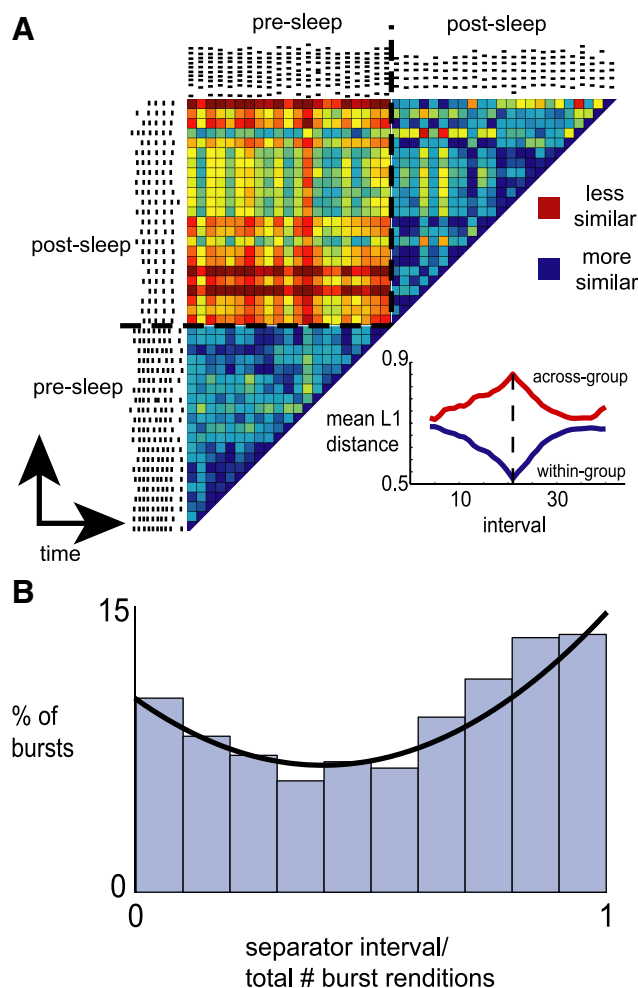 A
pre-sleep
post-sleep
post-sleep
less
similar
more
similar
pre-sleep
0.9
across-group
mean L1
distance
within-group
0.5
10
30
interval
time
B
15
% of
bursts
0
0
1
separator interval/
total # burst renditions